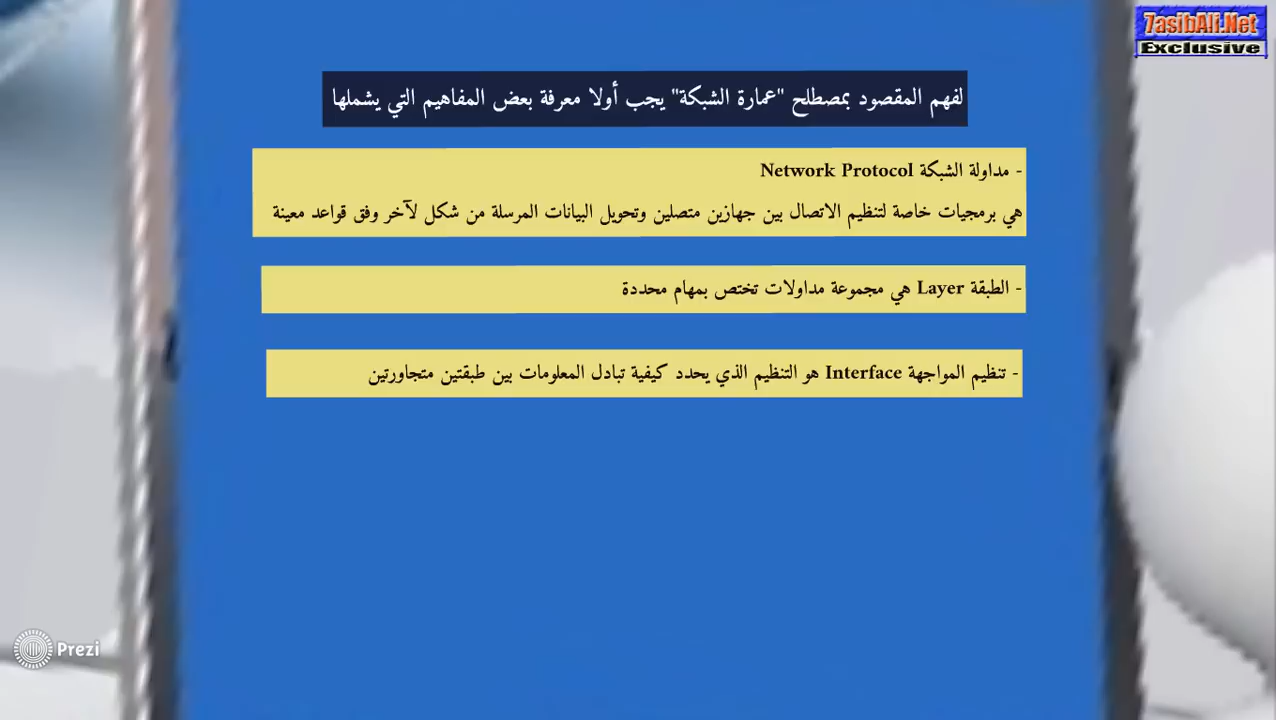 7asibAli.Net
Exclusive
لفهم المقصود بمصطلح "عمارة الشبكة" يجب أولا معرفة بعض المفاهيم التي يشملها
- مداولة الشبكة Network Protocol
هي برمجيات خاصة لتنظيم الاتصال بين جهازين متصلين وتحويل البيانات المرسلة من شكل لآخر وفق قواعد معينة
- الطبقة Layer هي مجموعة مداولات تختص بمهام محددة
- تنظيم المواجهة Interface هو التنظيم الذي يحدد كيفية تبادل المعلومات بين طبقتين متجاورتين
Prezi